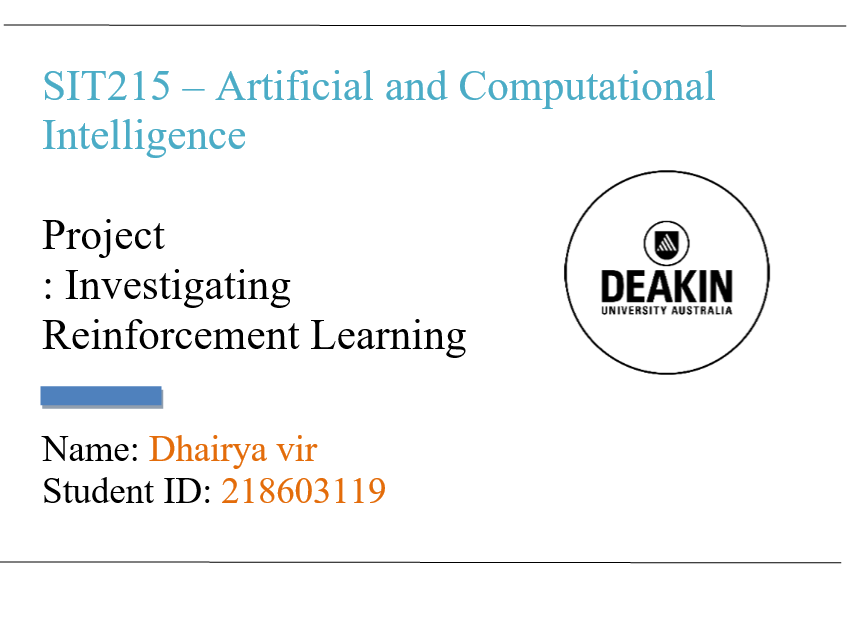 SIT215 – Artificial and Computational
Intelligence
Project
: Investigating
Reinforcement Learning
DEAKIN
UNIVERSITY AUSTRALIA
Name: Dhairya vir
Student ID: 218603119